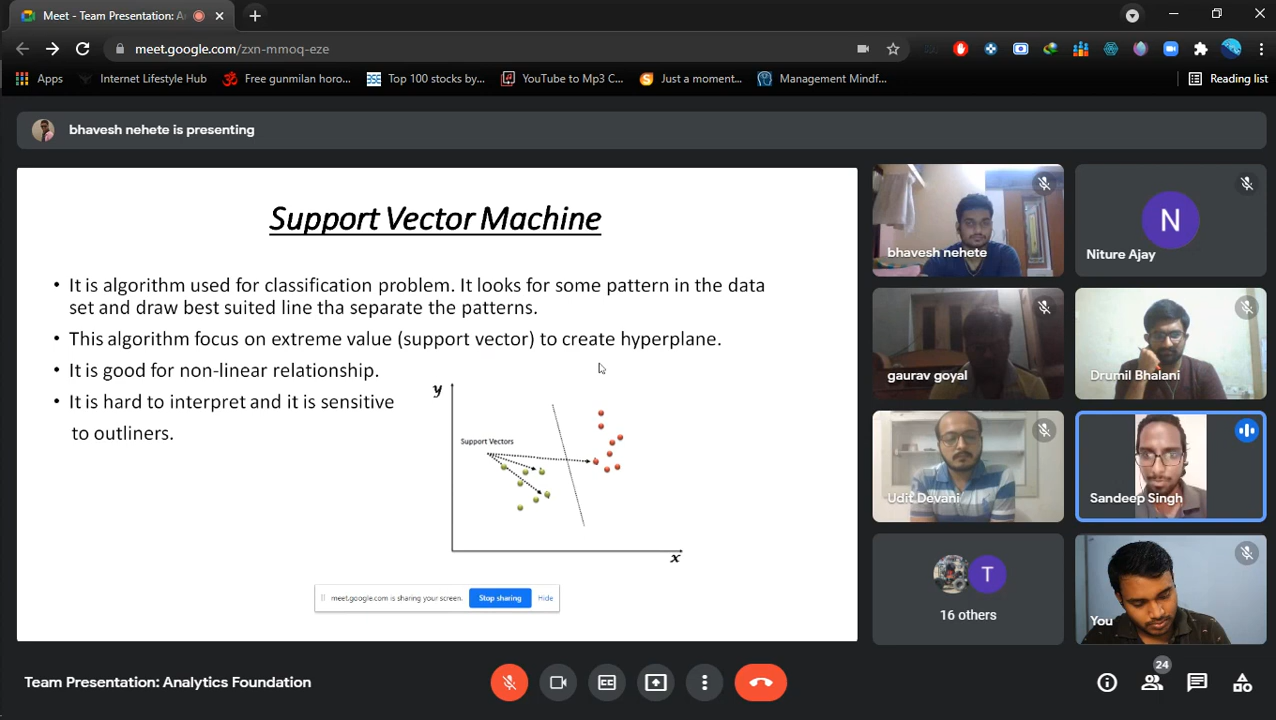 Meet - Team Presentation: A
meet.google.com/zxn-mmoq-eze
Apps
Internet Lifestyle Hub
Free gunmilan horo...
Top 100 stocks by...
YouTube to Mp3 C...
Just a moment...
Management Mindf...
Reading list
bhavesh nehete is presenting
Support Vector Machine
• It is algorithm used for classification problem. It looks for some pattern in the data
set and draw best suited line tha separate the patterns.
• This algorithm focus on extreme value (support vector) to create hyperplane.
• It is good for non-linear relationship.
• It is hard to interpret and it is sensitive
to outliners.
y
Support Vectors
x
meet.google.com is sharing your screen.
Stop sharing
Hide
bhavesh nehete
N
Niture Ajay
gaurav goyal
Drumil Bhalani
Udit Devani
Sandeep Singh
T
16 others
You
Team Presentation: Analytics Foundation
CC
24